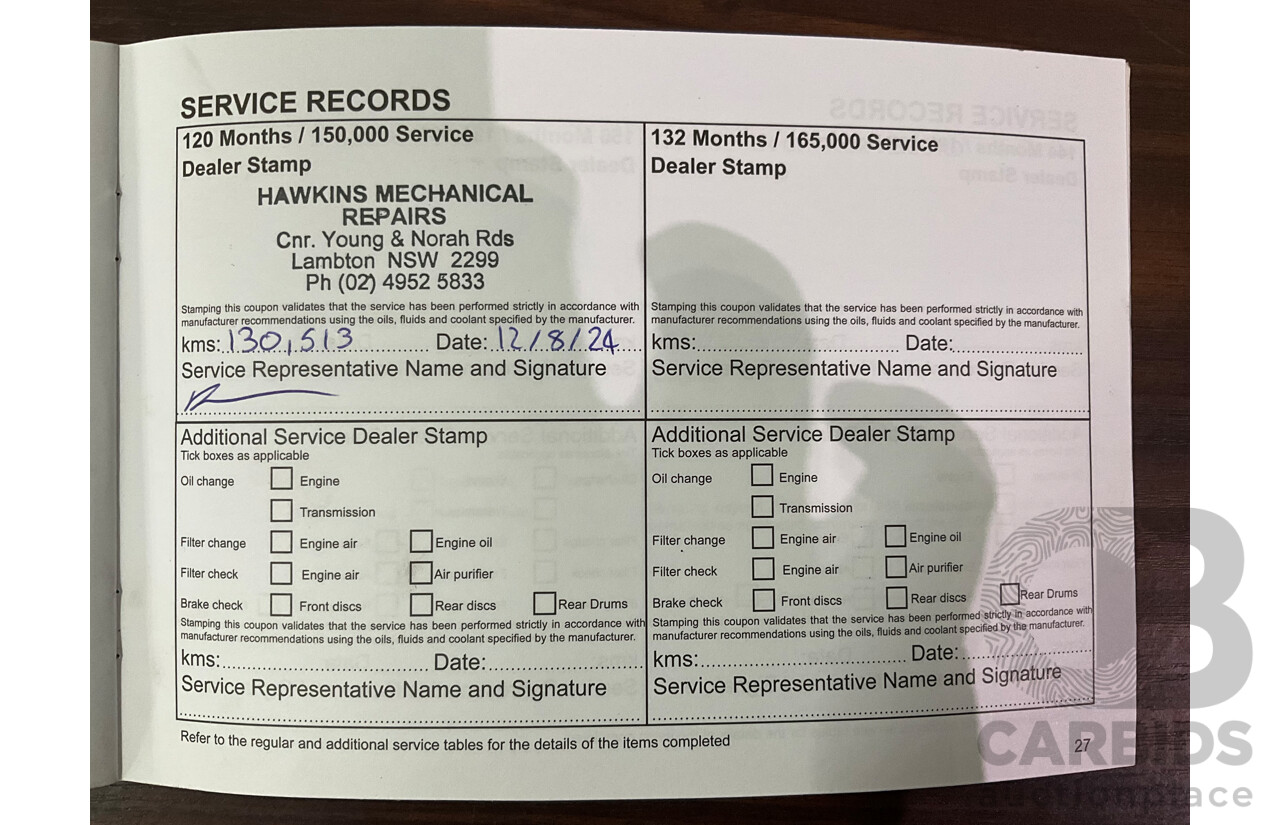 SERVICE RECORDS
120 Months / 150,000 Service
Dealer Stamp
HAWKINS MECHANICAL
REPAIRS
Cnr. Young & Norah Rds
Lambton NSW 2299
Ph (02) 4952 5833
Stamping this coupon validates that the service has been performed strictly in accordance with
manufacturer recommendations using the oils, fluids and coolant specified by the manufacturer.
kms: 130,513 Date: 12/8/24
Service Representative Name and Signature
132 Months / 165,000 Service
Dealer Stamp
Stamping this coupon validates that the service has been performed strictly in accordance with
manufacturer recommendations using the oils, fluids and coolant specified by the manufacturer.
kms: Date:
Service Representative Name and Signature
Additional Service Dealer Stamp
Tick boxes as applicable
Oil change Engine
Transmission
Filter change Engine air Engine oil
Filter check Engine air Air purifier
Brake check Front discs Rear discs Rear Drums
Stamping this coupon validates that the service has been performed strictly in accordance with
manufacturer recommendations using the oils, fluids and coolant specified by the manufacturer.
kms: Date:
Service Representative Name and Signature
Additional Service Dealer Stamp
Tick boxes as applicable
Oil change Engine
Transmission
Filter change Engine air Engine oil
Filter check Engine air Air purifier
Brake check Front discs Rear discs Rear Drums
Stamping this coupon validates that the service has been performed strictly in accordance with
manufacturer recommendations using the oils, fluids and coolant specified by the manufacturer.
kms: Date:
Service Representative Name and Signature
Refer to the regular and additional service tables for the details of the items completed
27
CARBIDS
auctionplace